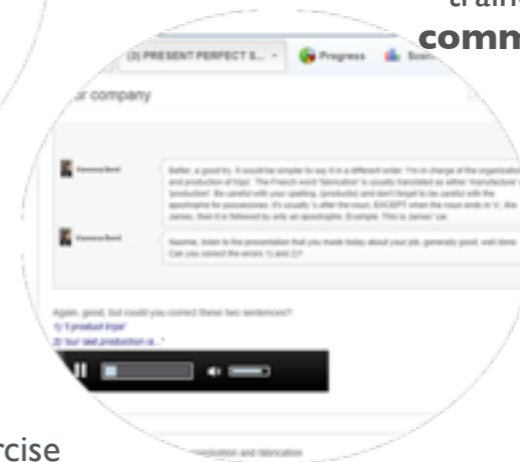 train
comm
(3) PRESENT PERFECT S...
Progress
ur company
Better, a good try. It would be simpler to say it in a different order: 'I'm in charge of the organisation
and production of trips'. The French word 'fabrication' is usually translated as either 'manufacture'
'production'. Be careful with your spelling, (products) and don't forget to be careful with the
apostrophe for possessives: It's usually 's after the noun, EXCEPT when the noun ends in 's', like
James, then it is followed by only an apostrophe. Example: This is James' car.
listen to the presentation that you made today about your job, generally good, well done.
Can you correct the errors 1) and 2)?
Again, good, but could you correct these two sentences?:
1) 'I product trips'
2) 'our last production is...'
rcise
and fabrication